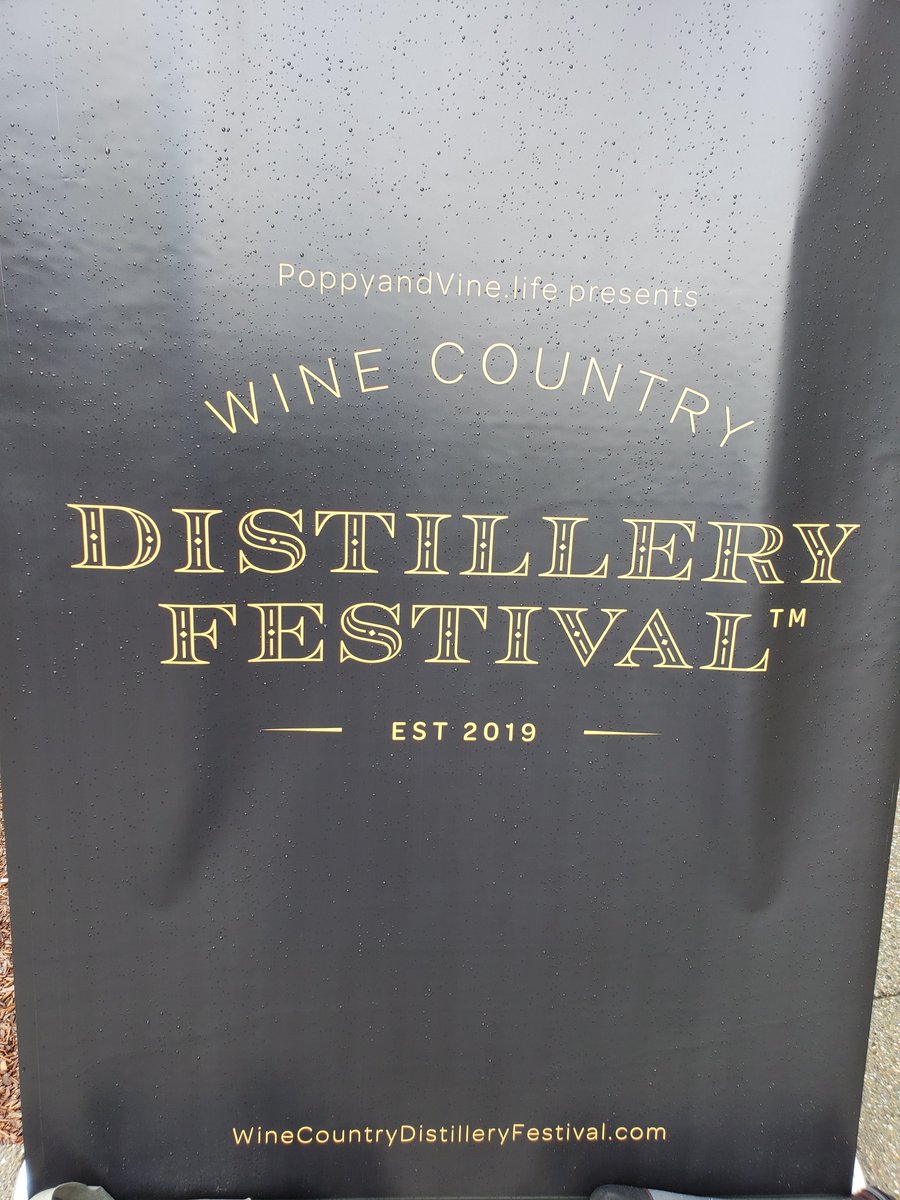 PoppyandVine.life presents
WINE COUNTRY
DISTILLERY
FESTIVAL™
EST 2019
WineCountryDistilleryFestival.com